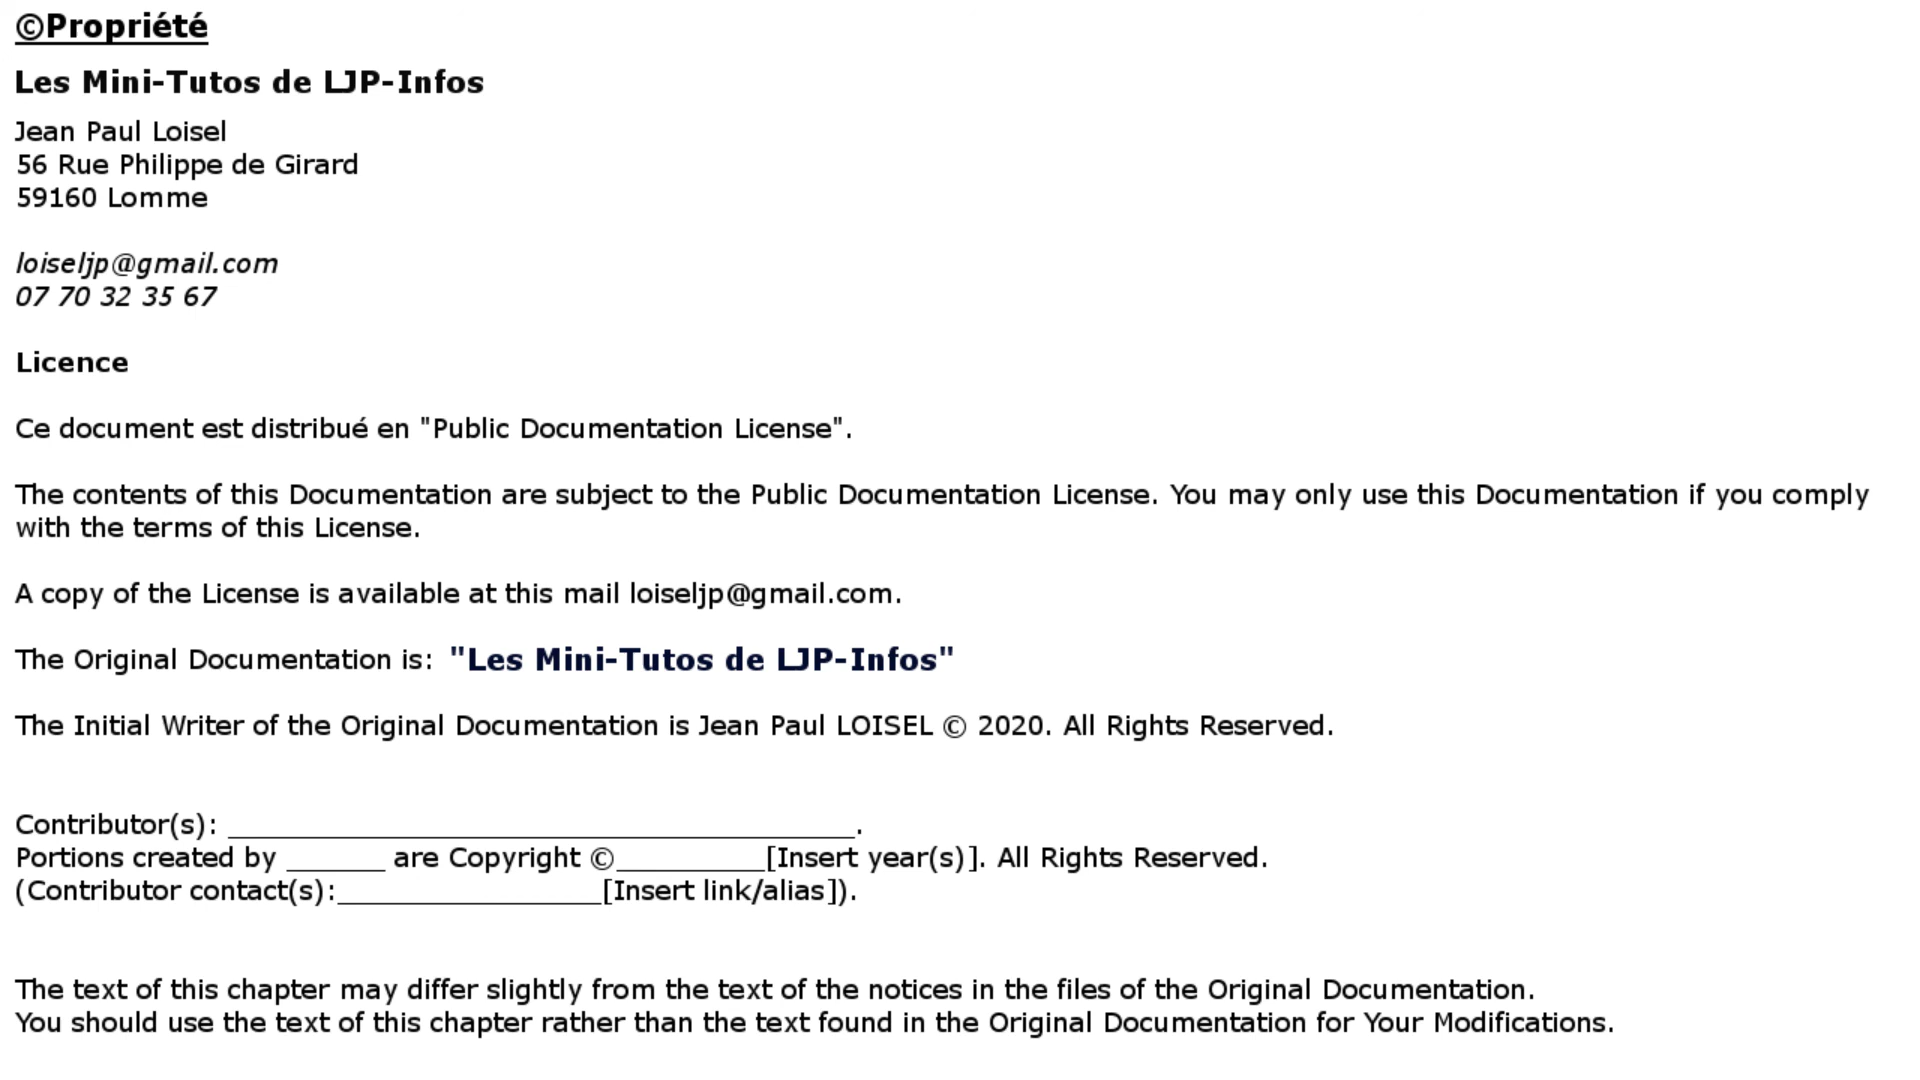 ©Propriété
Les Mini-Tutos de LJP-Infos
Jean Paul Loisel
56 Rue Philippe de Girard
59160 Lomme
loiseljp@gmail.com
07 70 32 35 67
Licence
Ce document est distribué en "Public Documentation License".
The contents of this Documentation are subject to the Public Documentation License. You may only use this Documentation if you comply
with the terms of this License.
A copy of the License is available at this mail loiseljp@gmail.com.
The Original Documentation is: "Les Mini-Tutos de LJP-Infos"
The Initial Writer of the Original Documentation is Jean Paul LOISEL © 2020. All Rights Reserved.
Contributor(s): ______________________________________.
Portions created by ______ are Copyright ©_________[Insert year(s)]. All Rights Reserved.
(Contributor contact(s):________________[Insert link/alias]).
The text of this chapter may differ slightly from the text of the notices in the files of the Original Documentation.
You should use the text of this chapter rather than the text found in the Original Documentation for Your Modifications.